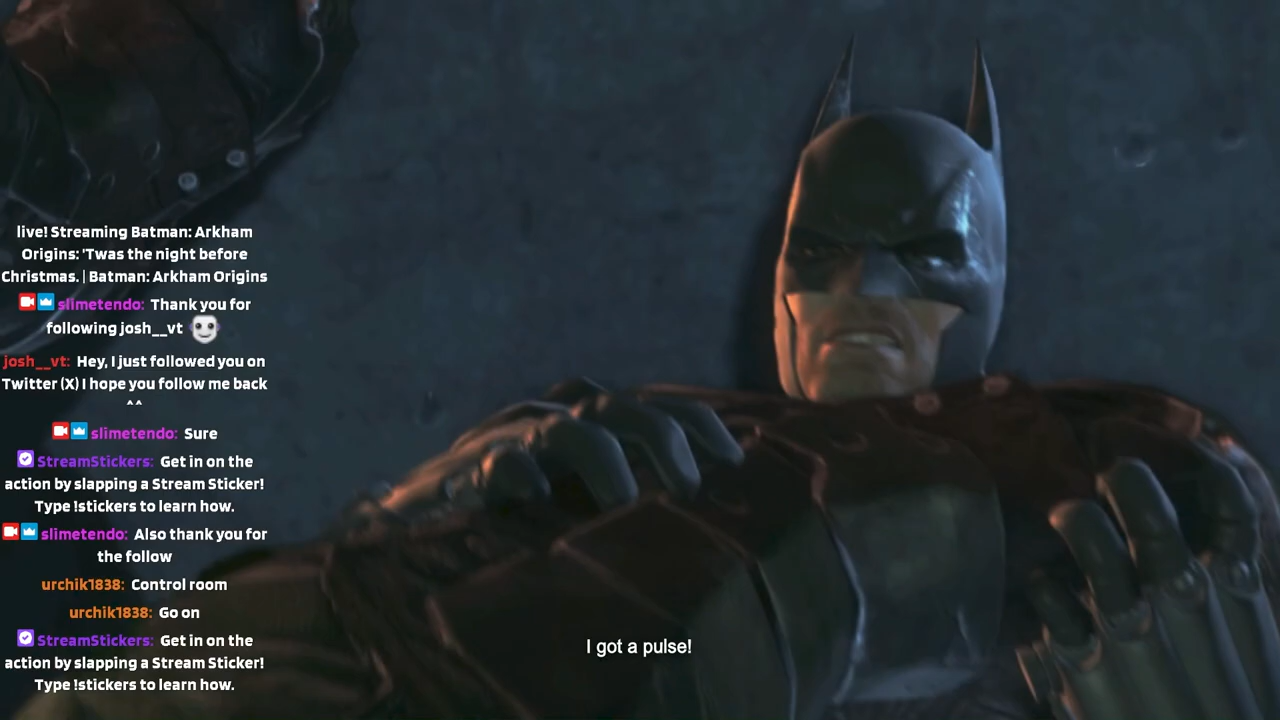 live! Streaming Batman: Arkham
Origins: 'Twas the night before
Christmas. | Batman: Arkham Origins
slimetendo: Thank you for
following josh__vt
josh__vt: Hey, I just followed you on
Twitter (X) I hope you follow me back
^^
slimetendo: Sure
StreamStickers: Get in on the
action by slapping a Stream Sticker!
Type !stickers to learn how.
slimetendo: Also thank you for
the follow
urchik1838: Control room
urchik1838: Go on
StreamStickers: Get in on the
action by slapping a Stream Sticker!
Type !stickers to learn how.
I got a pulse!